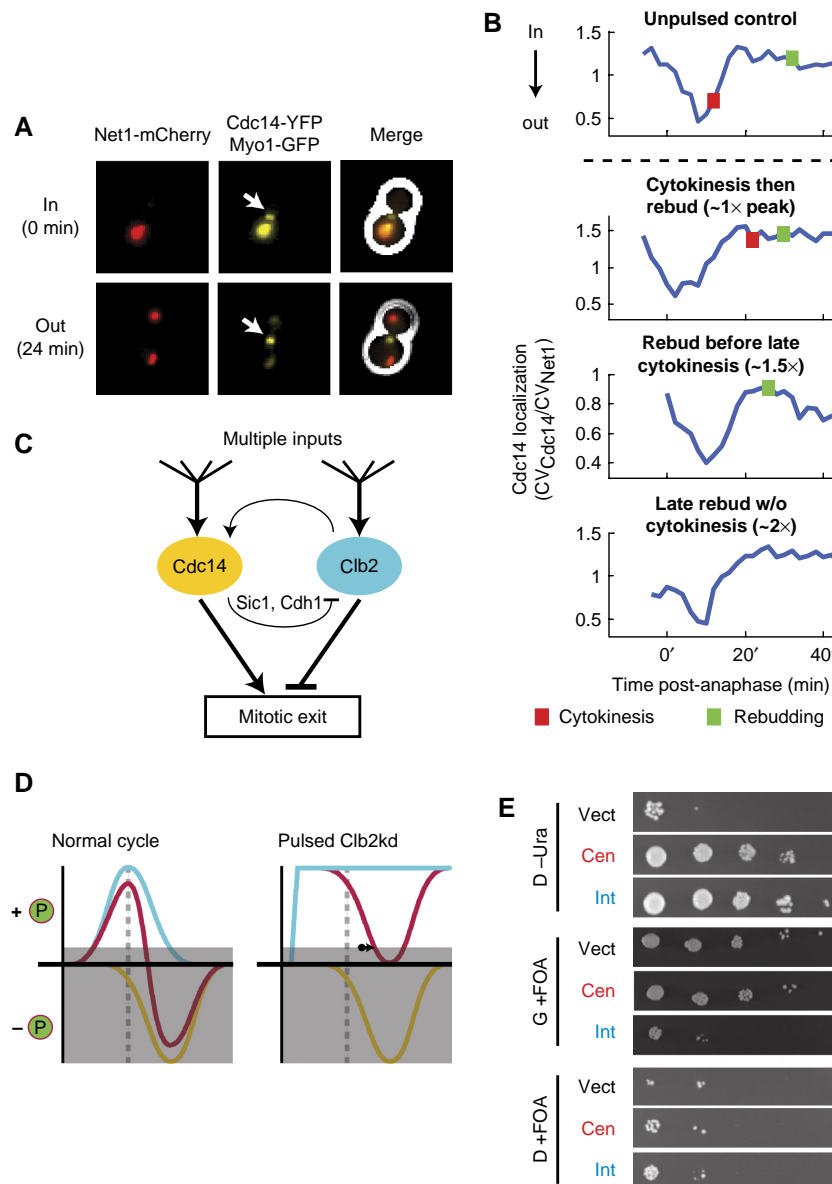 A
Net1-mCherry
Cdc14-YFP
Myo1-GFP
Merge
In
(0 min)
Out
(24 min)
B
In
out
Unpulsed control
1.5
1
0.5
Cytokinesis then
rebud (~1× peak)
1.5
1
0.5
Rebud before late
cytokinesis (~1.5×)
1
0.8
0.6
0.4
Late rebud w/o
cytokinesis (~2×)
1.5
1
0.5
0′
20′
40′
Cdc14 localization
(CVCdc14/CVNet1)
Time post-anaphase (min)
Cytokinesis
Rebudding
C
Multiple inputs
Cdc14
Clb2
Sic1, Cdh1
Mitotic exit
D
Normal cycle
Pulsed Clb2kd
+ P
– P
E
D –Ura
Vect
Cen
Int
G +FOA
Vect
Cen
Int
D +FOA
Vect
Cen
Int